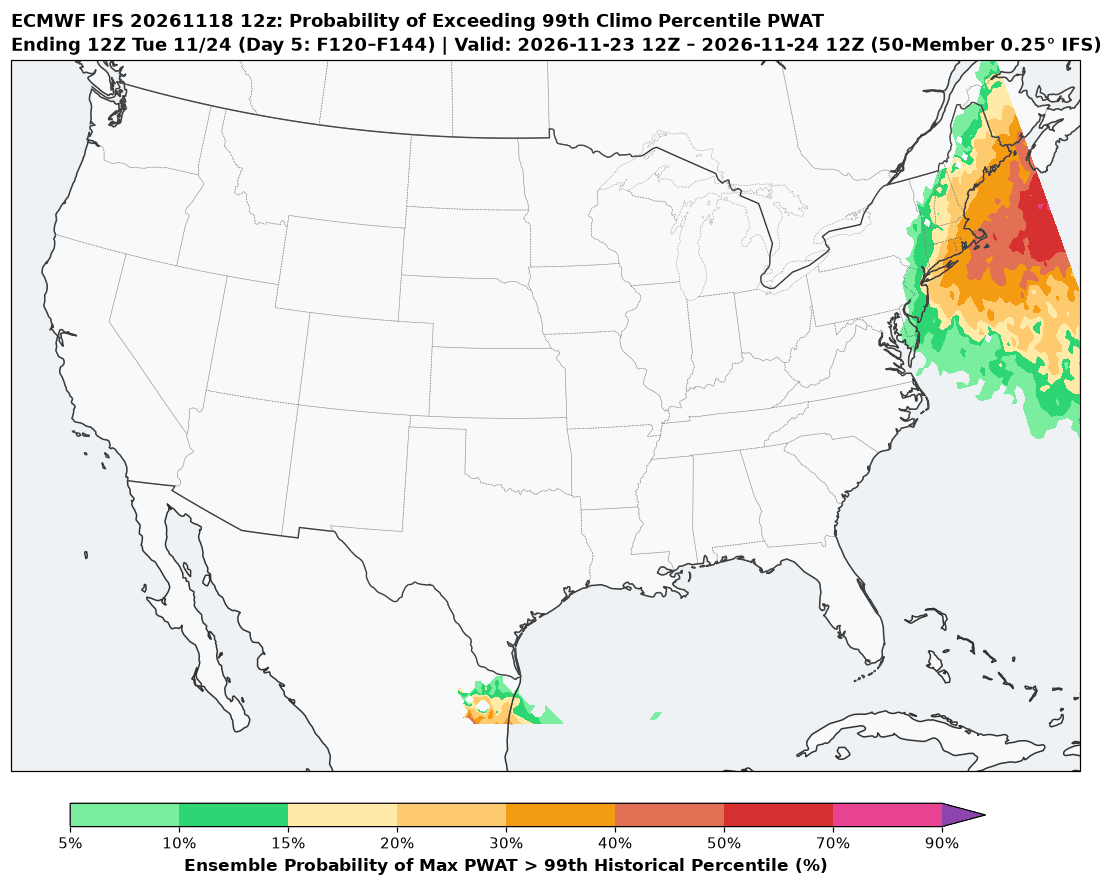 ECMWF IFS 20261118 12z: Probability of Exceeding 99th Climo Percentile PWAT
Ending 12Z Tue 11/24 (Day 5: F120–F144) | Valid: 2026-11-23 12Z – 2026-11-24 12Z (50-Member 0.25° IFS)
5% 10% 15% 20% 30% 40% 50% 70% 90%
Ensemble Probability of Max PWAT > 99th Historical Percentile (%)